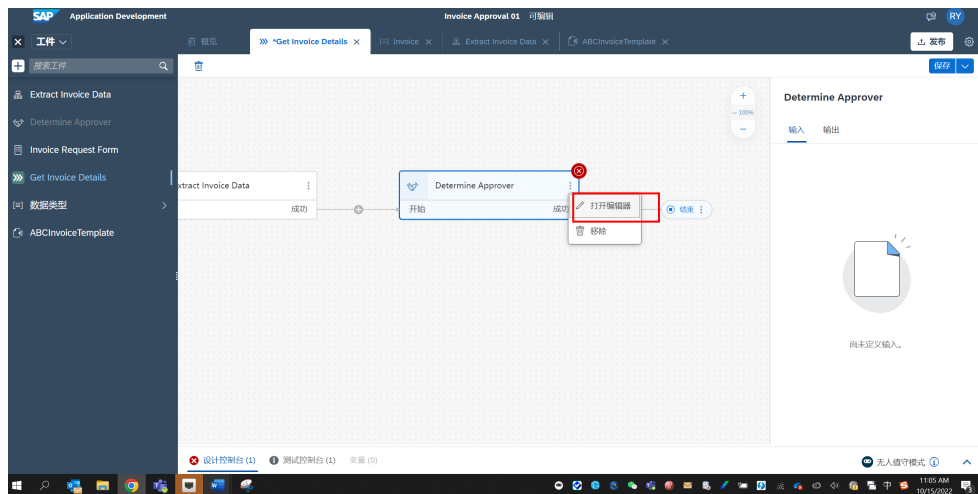 SAP Application Development
Invoice Approval 01 可编辑
RY
工件
概览
*Get Invoice Details
Invoice
Extract Invoice Data
ABCInvoiceTemplate
发布
搜索工件
保存
Extract Invoice Data
Determine Approver
Invoice Request Form
Get Invoice Details
数据类型
ABCInvoiceTemplate
100%
xtract Invoice Data
成功
Determine Approver
开始
成功
打开编辑器
移除
结束
Determine Approver
输入 输出
尚未定义输入。
设计控制台 (1) 测试控制台 (1) 变量 (0)
无人值守模式
中
11:05 AM
10/15/2022